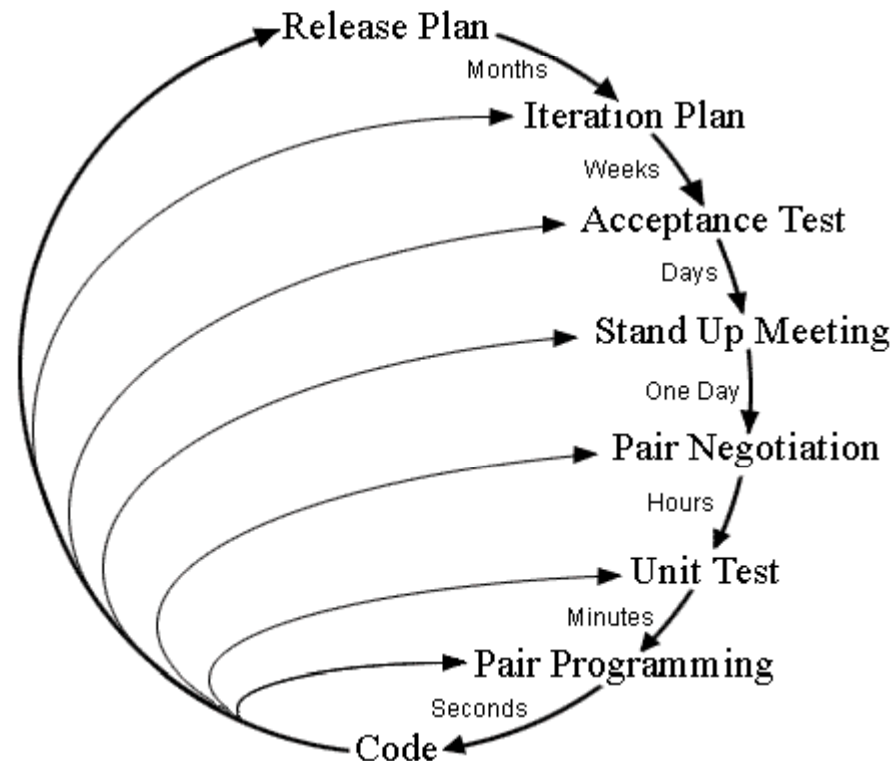 Release Plan
Months
Iteration Plan
Weeks
Acceptance Test
Days
Stand Up Meeting
One Day
Pair Negotiation
Hours
Unit Test
Minutes
Pair Programming
Seconds
Code